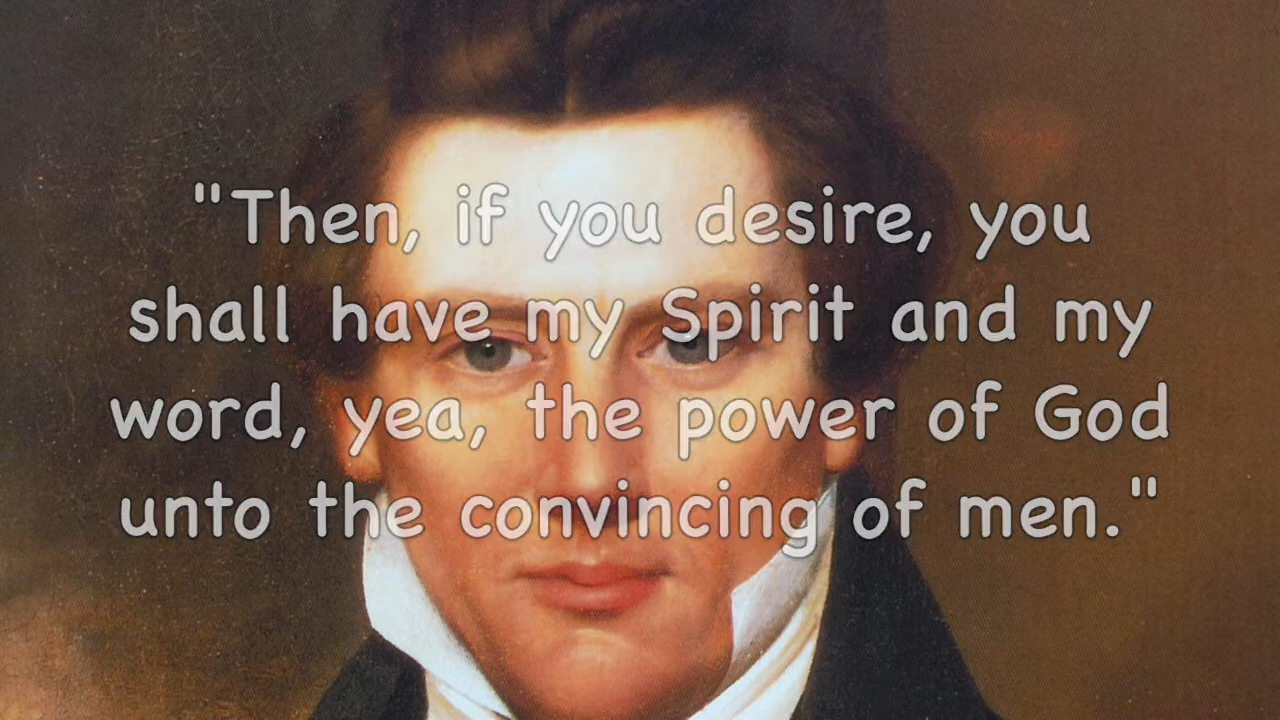 "Then, if you desire, you
shall have my Spirit and my
word, yea, the power of God
unto the convincing of men."